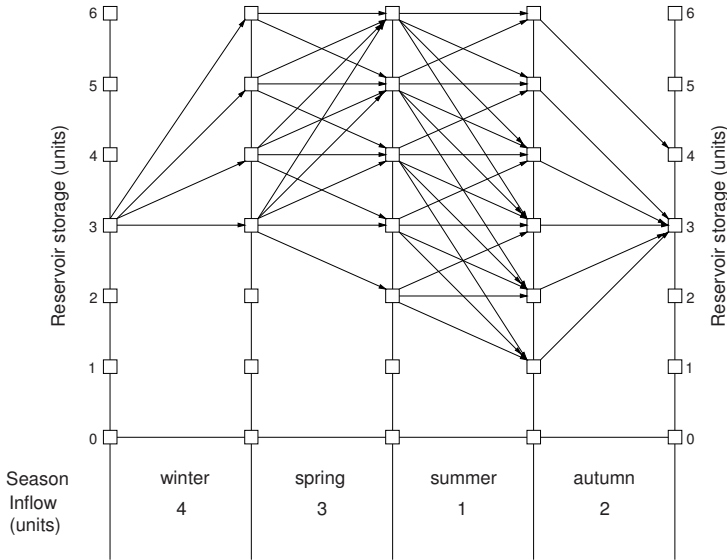 6
5
4
3
2
1
0
Reservoir storage (units)
6
5
4
3
2
1
0
Reservoir storage (units)
Season winter spring summer autumn
Inflow 4 3 1 2
(units)